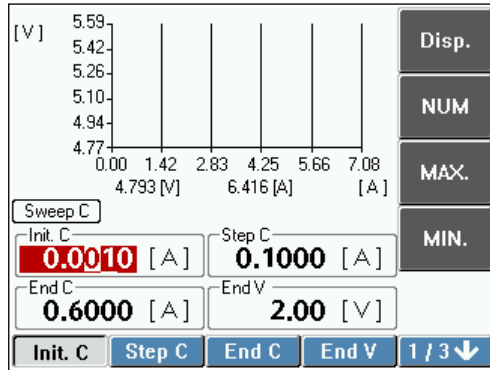 [V]
5.59
5.42
5.26
5.10
4.94
4.77
0.00 1.42 2.83 4.25 5.66 7.08
4.793 [V] 6.416 [A] [A]
Sweep C
Init. C
0.0010 [A]
Step C
0.1000 [A]
End C
0.6000 [A]
End V
2.00 [V]
Disp.
NUM
MAX.
MIN.
Init. C Step C End C End V 1/3